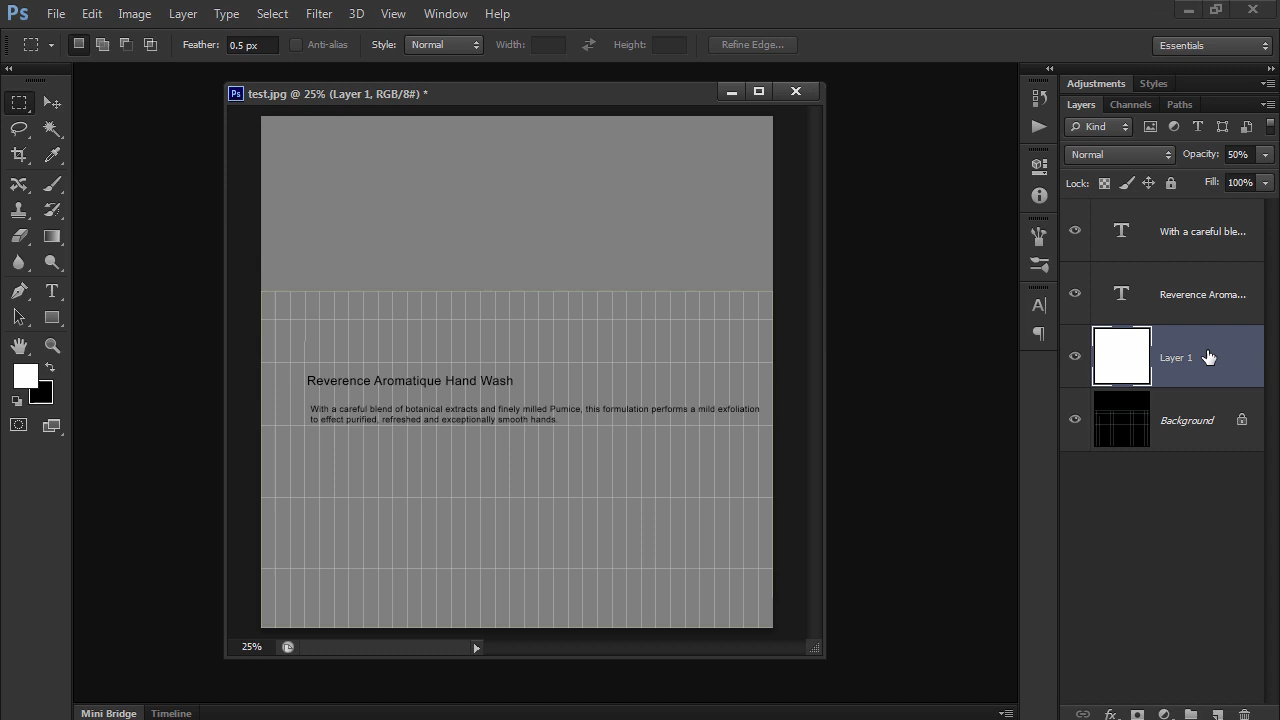 Ps File Edit Image Layer Type Select Filter 3D View Window Help
Feather: 0.5 px Anti-alias Style: Normal Width: Height: Refine Edge... Essentials
test.jpg @ 25% (Layer 1, RGB/8#) *
Reverence Aromatique Hand Wash
With a careful blend of botanical extracts and finely milled Pumice, this formulation performs a mild exfoliation
to effect purified, refreshed and exceptionally smooth hands.
25%
Mini Bridge Timeline
Adjustments Styles
Layers Channels Paths
Kind
Normal Opacity: 50%
Lock: Fill: 100%
With a careful ble...
Reverence Aroma...
Layer 1
Background